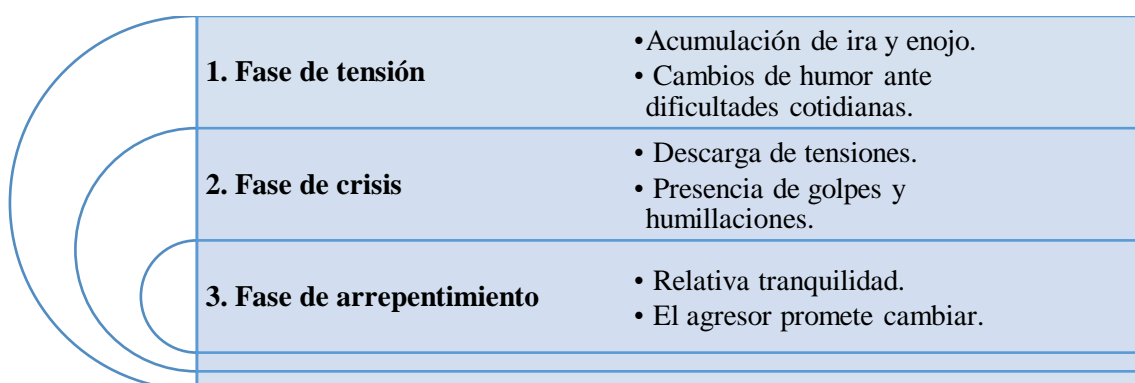 1. Fase de tensión
•Acumulación de ira y enojo.
• Cambios de humor ante
dificultades cotidianas.
2. Fase de crisis
• Descarga de tensiones.
• Presencia de golpes y
humillaciones.
3. Fase de arrepentimiento
• Relativa tranquilidad.
• El agresor promete cambiar.